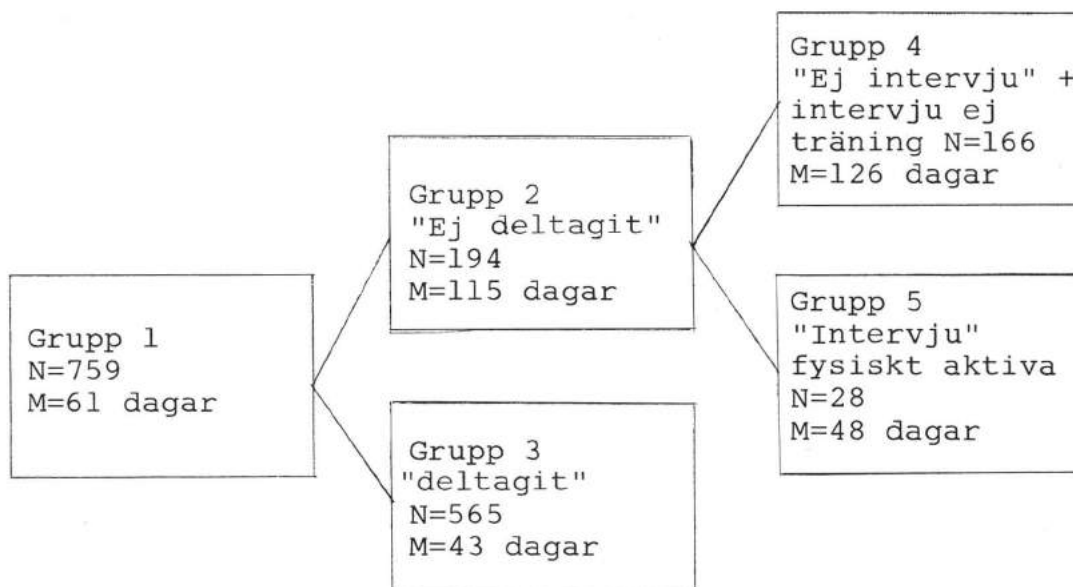 Grupp 1
N=759
M=61 dagar
Grupp 2
"Ej deltagit"
N=194
M=115 dagar
Grupp 3
"deltagit"
N=565
M=43 dagar
Grupp 4
"Ej intervju" +
intervju ej
träning N=166
M=126 dagar
Grupp 5
"Intervju"
fysiskt aktiva
N=28
M=48 dagar